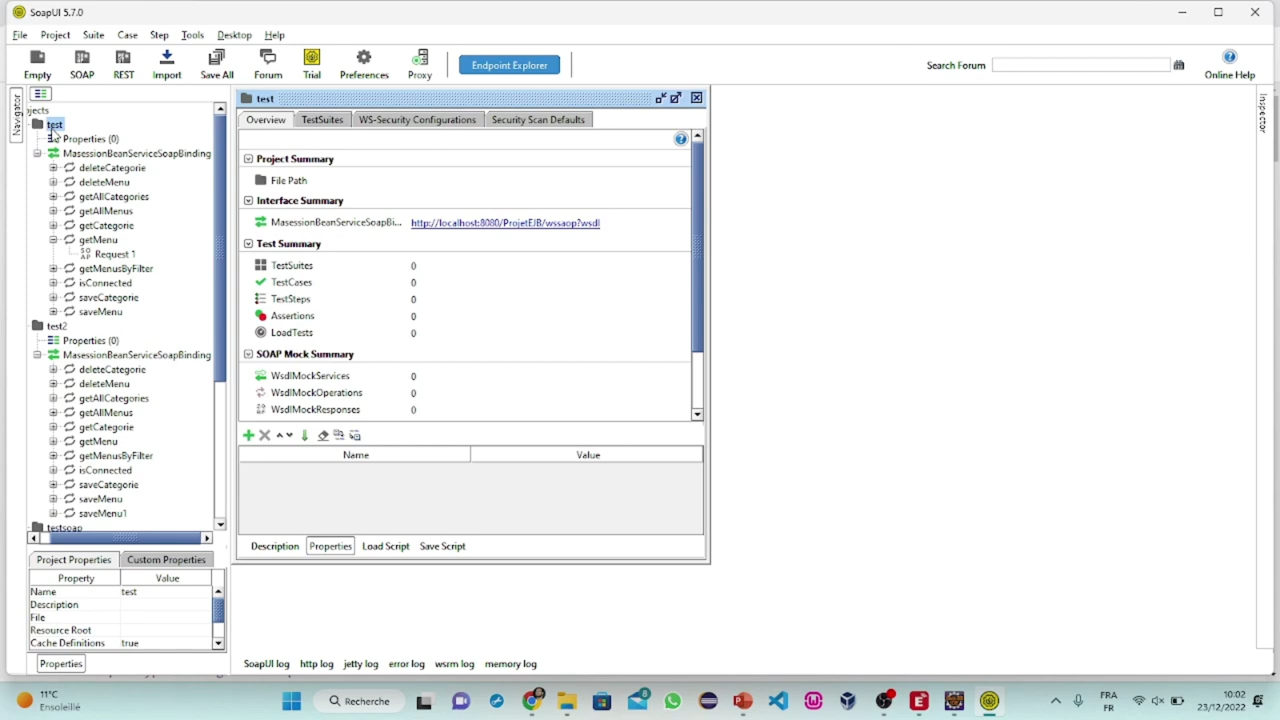 SoapUI 5.7.0
File Project Suite Case Step Tools Desktop Help
Empty SOAP REST Import Save All Forum Trial Preferences Proxy Endpoint Explorer Search Forum Online Help
Navigator
Inspector
jects
test
Properties (0)
MasessionBeanServiceSoapBinding
deleteCategorie
deleteMenu
getAllCategories
getAllMenus
getCategorie
getMenu
Request 1
getMenusByFilter
isConnected
saveCategorie
saveMenu
test2
Properties (0)
MasessionBeanServiceSoapBinding
deleteCategorie
deleteMenu
getAllCategories
getAllMenus
getCategorie
getMenu
getMenusByFilter
isConnected
saveCategorie
saveMenu
saveMenu1
testsoap
Project Properties Custom Properties
Property Value
Name test
Description
File
Resource Root
Cache Definitions true
Properties
test
Overview TestSuites WS-Security Configurations Security Scan Defaults
Project Summary
File Path
Interface Summary
MasessionBeanServiceSoapBi... http://localhost:8080/ProjetEJB/wssaop?wsdl
Test Summary
TestSuites 0
TestCases 0
TestSteps 0
Assertions 0
LoadTests 0
SOAP Mock Summary
WsdlMockServices 0
WsdlMockOperations 0
WsdlMockResponses 0
Name Value
Description Properties Load Script Save Script
SoapUI log http log jetty log error log wsrm log memory log
11°C
Ensoleillé
Recherche
8
FRA
FR
10:02
23/12/2022